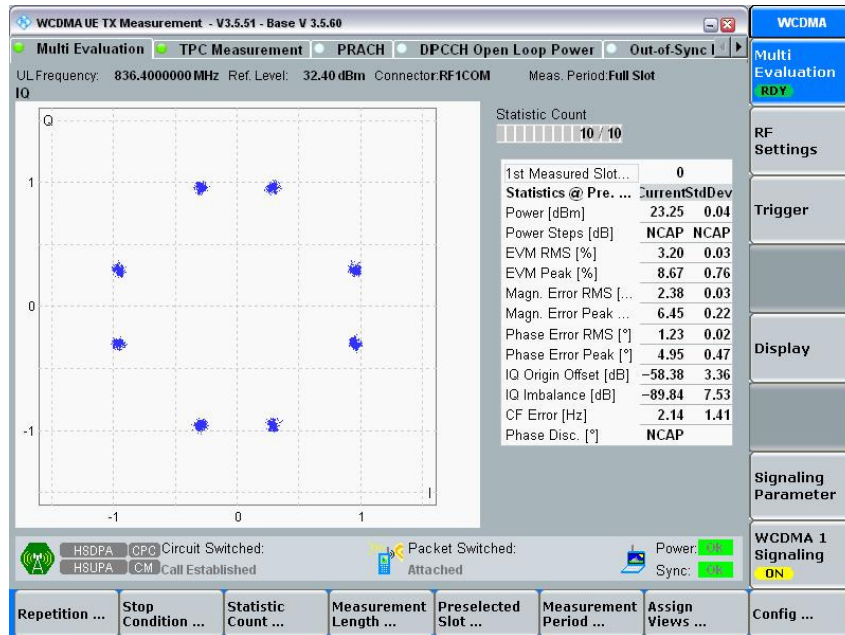 WCDMA UE TX Measurement - V3.5.51 - Base V 3.5.60
WCDMA
Multi Evaluation TPC Measurement PRACH DPCCH Open Loop Power Out-of-Sync
UL Frequency: 836.4000000 MHz Ref. Level: 32.40 dBm Connector:RF1COM Meas. Period:Full Slot
IQ
Q
1
0
-1
-1 0 1
I
Statistic Count
10 / 10
1st Measured Slot... 0
Statistics @ Pre. ... Current StdDev
Power [dBm] 23.25 0.04
Power Steps [dB] NCAP NCAP
EVM RMS [%] 3.20 0.03
EVM Peak [%] 8.67 0.76
Magn. Error RMS [... 2.38 0.03
Magn. Error Peak ... 6.45 0.22
Phase Error RMS [°] 1.23 0.02
Phase Error Peak [°] 4.95 0.47
IQ Origin Offset [dB] −58.38 3.36
IQ Imbalance [dB] −89.84 7.53
CF Error [Hz] 2.14 1.41
Phase Disc. [°] NCAP
Multi
Evaluation
RDY
RF
Settings
Trigger
Display
Signaling
Parameter
WCDMA 1
Signaling
ON
HSDPA CPC Circuit Switched: Packet Switched: Power: OK
HSUPA CM Call Established Attached Sync: OK
Repetition ...
Stop
Condition ...
Statistic
Count ...
Measurement
Length ...
Preselected
Slot ...
Measurement
Period ...
Assign
Views ...
Config ...